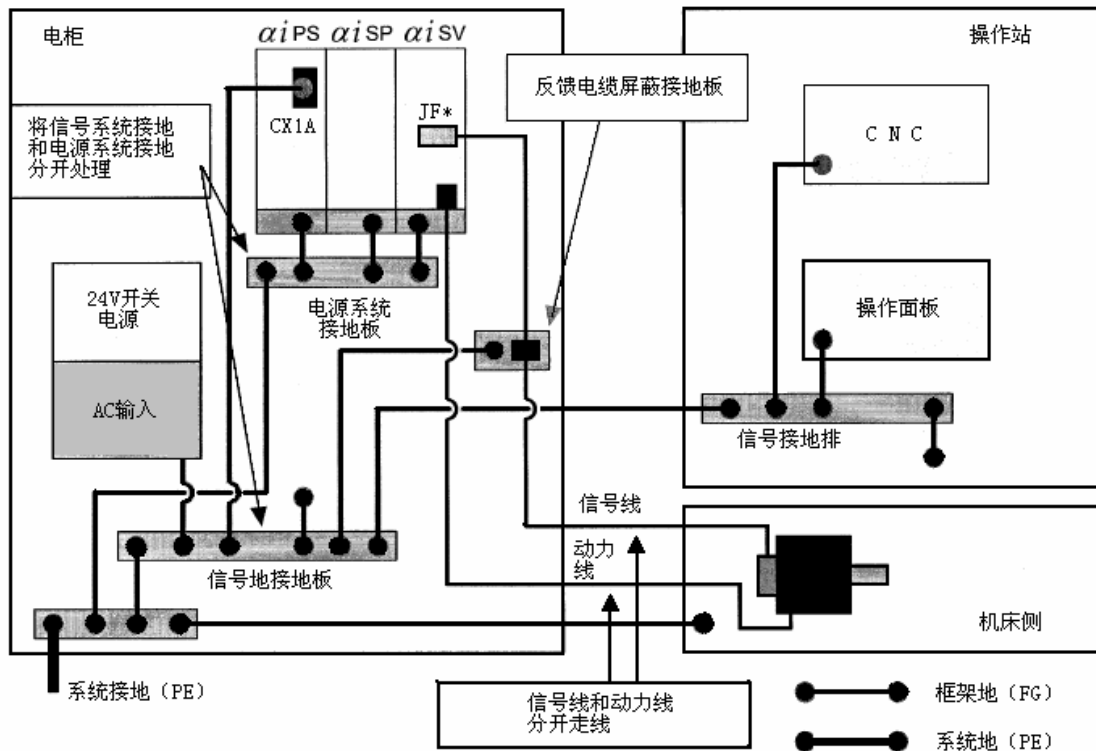 电柜
αiPS αiSP αiSV
操作站
反馈电缆屏蔽接地板
将信号系统接地
和电源系统接地
分开处理
CX1A
JF*
CNC
24V开关
电源
AC输入
电源系统
接地板
操作面板
信号接地排
信号线
动力
线
信号地接地板
机床侧
系统接地（PE）
信号线和动力线
分开走线
框架地（FG）
系统地（PE）